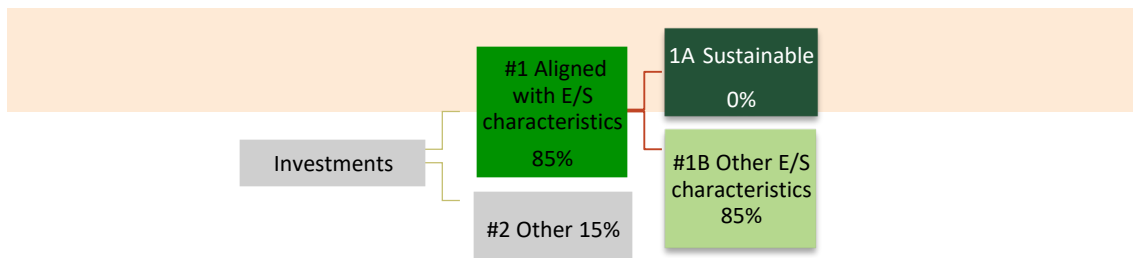 Investments
#1 Aligned
with E/S
characteristics
85%
#2 Other 15%
1A Sustainable
0%
#1B Other E/S
characteristics
85%